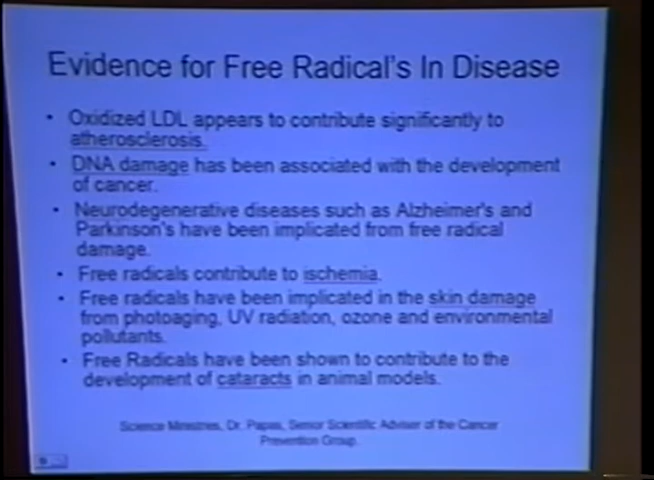 Evidence for Free Radical's In Disease
• Oxidized LDL appears to contribute significantly to
atherosclerosis.
• DNA damage has been associated with the development
of cancer.
• Neurodegenerative diseases such as Alzheimer's and
Parkinson's have been implicated from free radical
damage.
• Free radicals contribute to ischemia.
• Free radicals have been implicated in the skin damage
from photoaging, UV radiation, ozone and environmental
pollutants.
• Free Radicals have been shown to contribute to the
development of cataracts in animal models.
Science Ministries, Dr. Papas, Senior Scientific Adviser of the Cancer
Prevention Group.